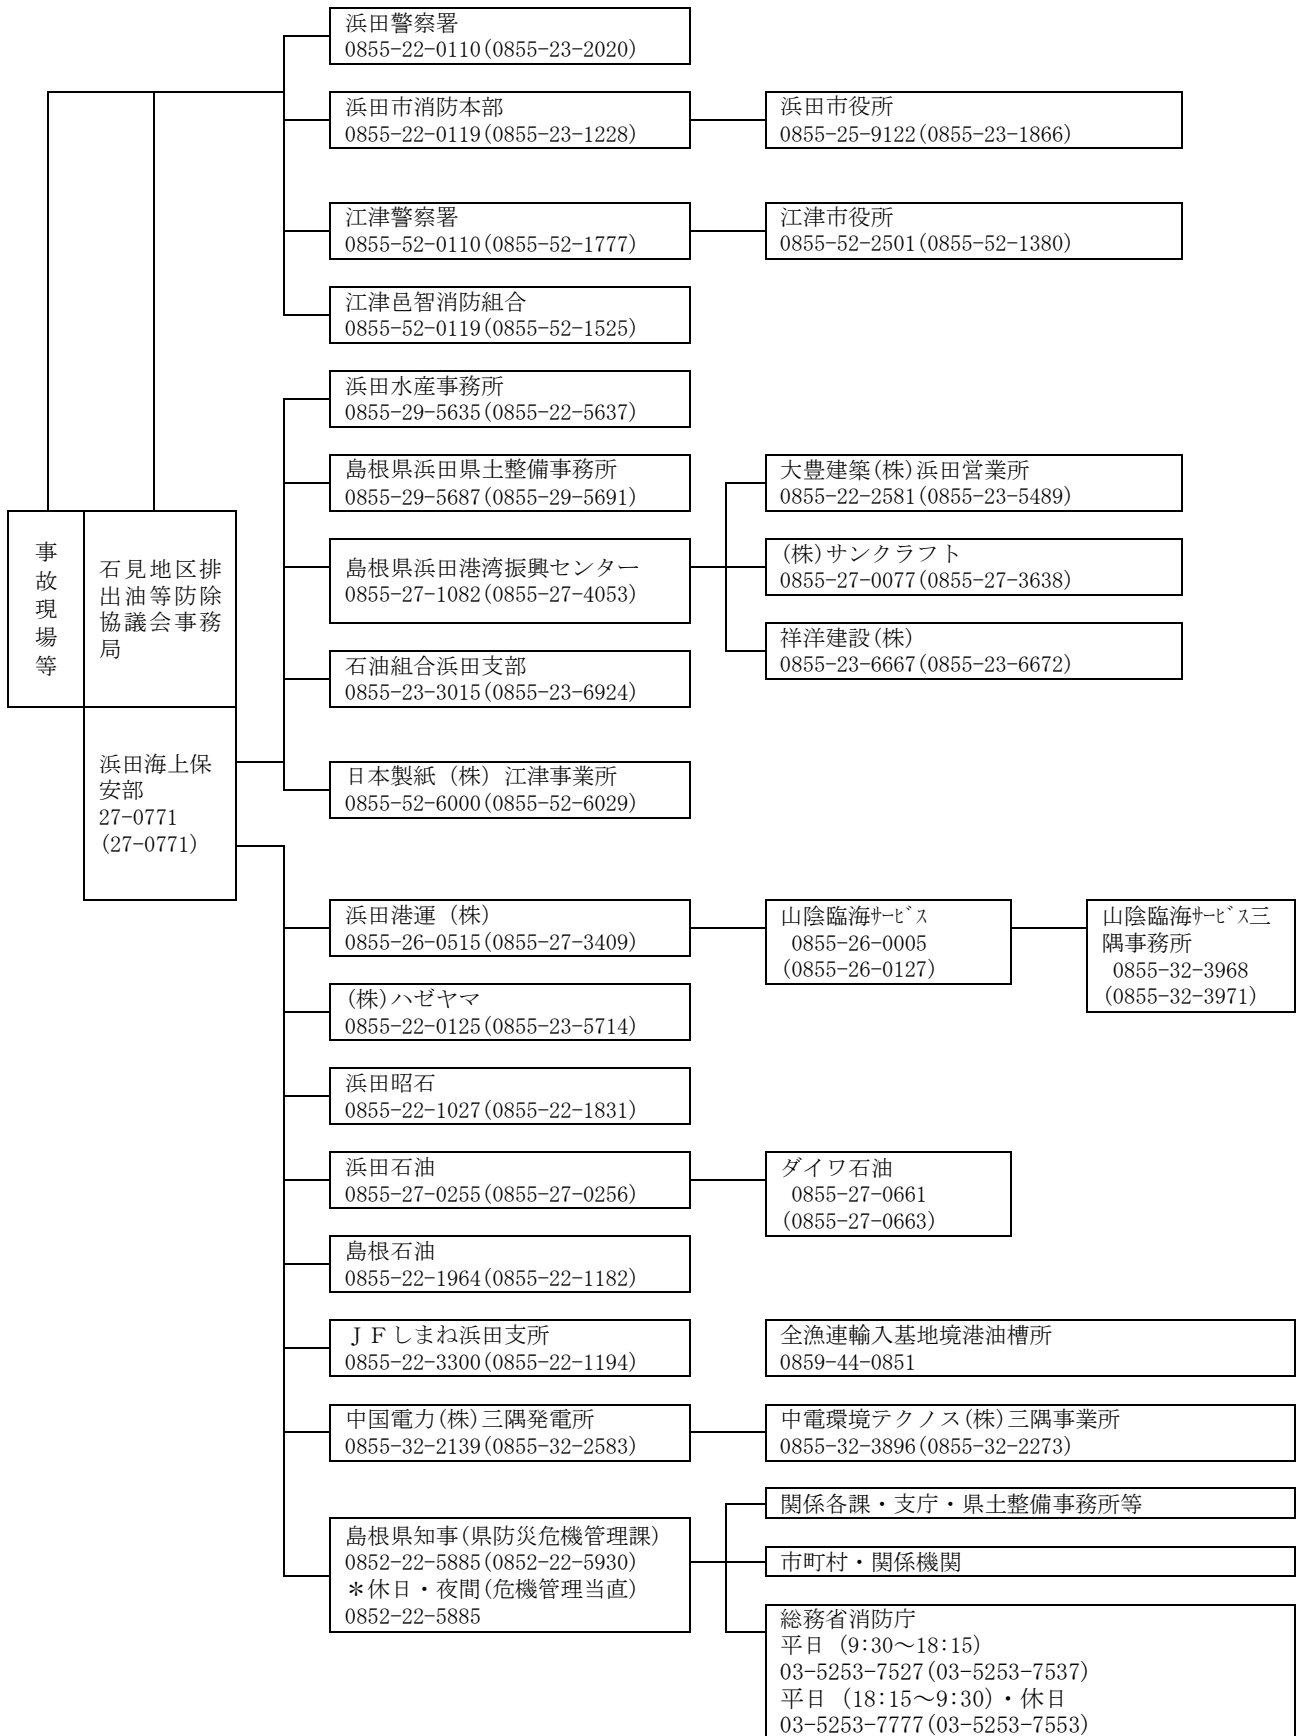 浜田警察署
0855-22-0110(0855-23-2020)
浜田市消防本部
0855-22-0119(0855-23-1228)
浜田市役所
0855-25-9122(0855-23-1866)
江津警察署
0855-52-0110(0855-52-1777)
江津市役所
0855-52-2501(0855-52-1380)
江津邑智消防組合
0855-52-0119(0855-52-1525)
事故現場等
石見地区排
出油等防除
協議会事務
局
浜田海上保
安部
27-0771
(27-0771)
浜田水産事務所
0855-29-5635(0855-22-5637)
島根県浜田県土整備事務所
0855-29-5687(0855-29-5691)
島根県浜田港湾振興センター
0855-27-1082(0855-27-4053)
大豊建築(株)浜田営業所
0855-22-2581(0855-23-5489)
(株)サンクラフト
0855-27-0077(0855-27-3638)
祥洋建設(株)
0855-23-6667(0855-23-6672)
石油組合浜田支部
0855-23-3015(0855-23-6924)
日本製紙（株）江津事業所
0855-52-6000(0855-52-6029)
浜田港運（株）
0855-26-0515(0855-27-3409)
山陰臨海ｻｰﾋﾞｽ
0855-26-0005
(0855-26-0127)
山陰臨海ｻｰﾋﾞｽ三
隅事務所
0855-32-3968
(0855-32-3971)
(株)ハゼヤマ
0855-22-0125(0855-23-5714)
浜田昭石
0855-22-1027(0855-22-1831)
浜田石油
0855-27-0255(0855-27-0256)
ダイワ石油
0855-27-0661
(0855-27-0663)
島根石油
0855-22-1964(0855-22-1182)
ＪＦしまね浜田支所
0855-22-3300(0855-22-1194)
全漁連輸入基地境港油槽所
0859-44-0851
中国電力(株)三隅発電所
0855-32-2139(0855-32-2583)
中電環境テクノス(株)三隅事業所
0855-32-3896(0855-32-2273)
島根県知事(県防災危機管理課)
0852-22-5885(0852-22-5930)
＊休日・夜間(危機管理当直)
0852-22-5885
関係各課・支庁・県土整備事務所等
市町村・関係機関
総務省消防庁
平日（9:30～18:15）
03-5253-7527(03-5253-7537)
平日（18:15～9:30）・休日
03-5253-7777(03-5253-7553)